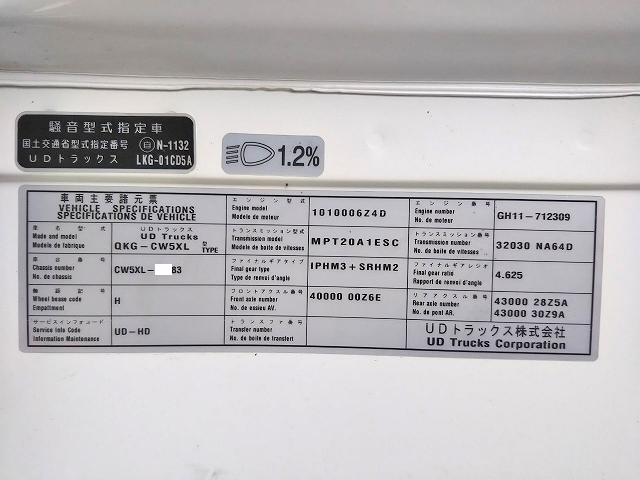 騒音型式指定車
国土交通省型式指定番号 自 N-1132
UDトラックス LKG-01CD5A
1.2%
車両主要諸元票
VEHICLE SPECIFICATIONS
SPECIFICATIONS DE VEHICLE
車名型式
Made and model
Modele de fabrique
UDトラックス
UD Trucks
QKG-CW5XL 型 TYPE
車台番号
Chassis number
No. de chassis
CW5XL- 83
軸距記号
Wheel bease code
Empattment
H
サービスインフォコード
Service Info Code
Information Maintenance
UD-HD
エンジン型式
Engine model
Modele de moteur
1010006Z4D
トランスミッション型式
Transmission model
Modele de boite de vitesses
MPT20A1ESC
ファイナルギアタイプ
Final gear type
Type de renvoi d'angle
IPHM3+SRHM2
フロントアクスル番号
Front axle number
No. de essieu AV.
40000 00Z6E
トランスファ番号
Transfer number
No. de boite de transfert
エンジン番号
Engine number
No. de moteur
GH11-712309
トランスミッション番号
Transmission number
No. de boite de vitesses
32030 NA64D
ファイナルギアレシオ
Final gear ratio
Rapport de renvoi d'angle
4.625
リアアクスル番号
Rear axle number
No. de pont AR.
43000 28Z5A
43000 30Z9A
UDトラックス株式会社
UD Trucks Corporation